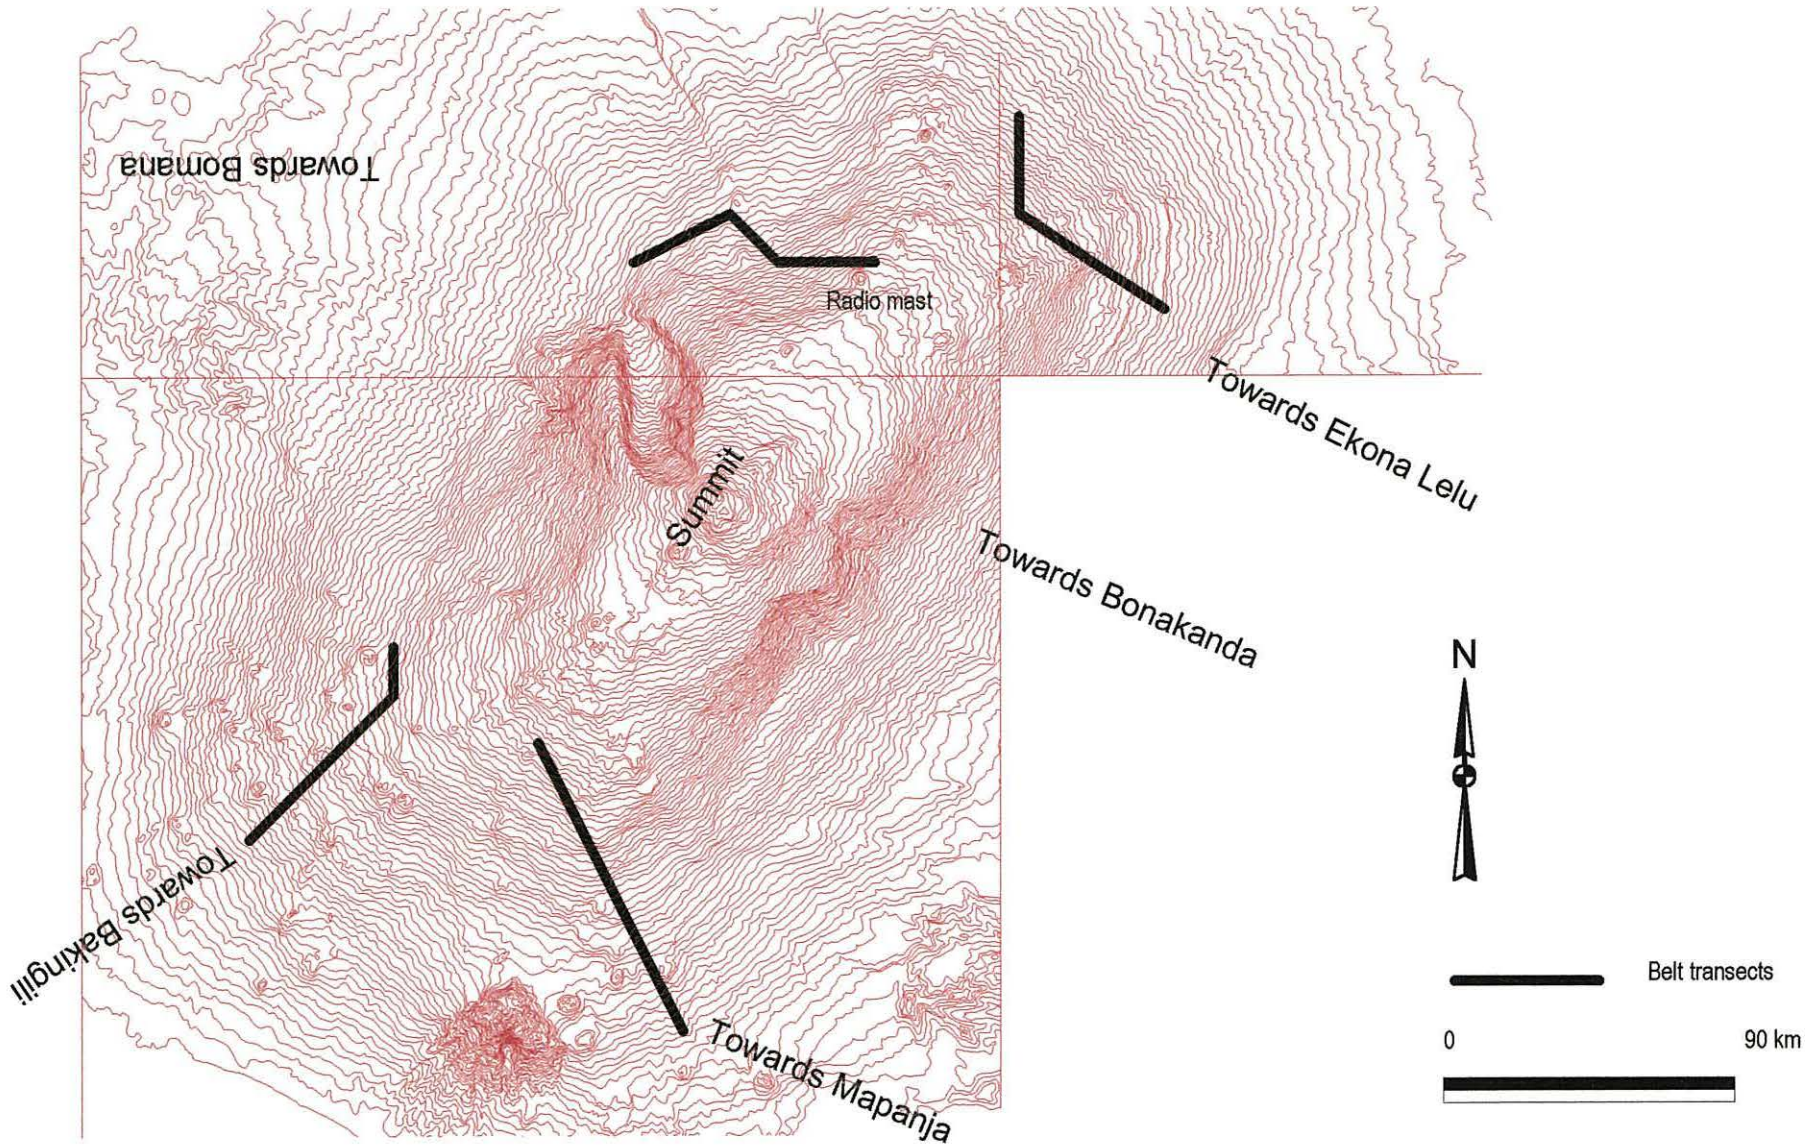 Towards Bomana
Radio mast
Towards Ekona Lelu
Summit
Towards Bonakanda
N
Towards Bakingili
Towards Mapanja
Belt transects
0 90 km